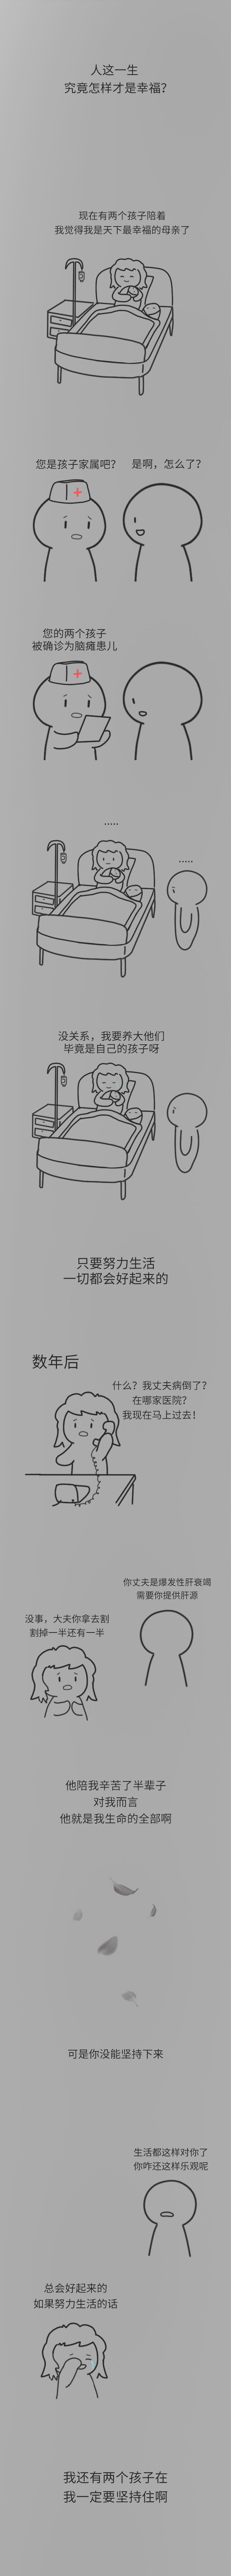 人这一生
究竟怎样才是幸福？
现在有两个孩子陪着
我觉得我是天下最幸福的母亲了
您是孩子家属吧？
是啊，怎么了？
您的两个孩子
被确诊为脑瘫患儿
.....
.....
没关系，我要养大他们
毕竟是自己的孩子呀
只要努力生活
一切都会好起来的
数年后
什么？我丈夫病倒了？
在哪家医院？
我现在马上过去！
你丈夫是爆发性肝衰竭
需要你提供肝源
没事，大夫你拿去割
割掉一半还有一半
他陪我辛苦了半辈子
对我而言
他就是我生命的全部啊
可是你没能坚持下来
生活都这样对你了
你咋还这样乐观呢
总会好起来的
如果努力生活的话
我还有两个孩子在
我一定要坚持住啊